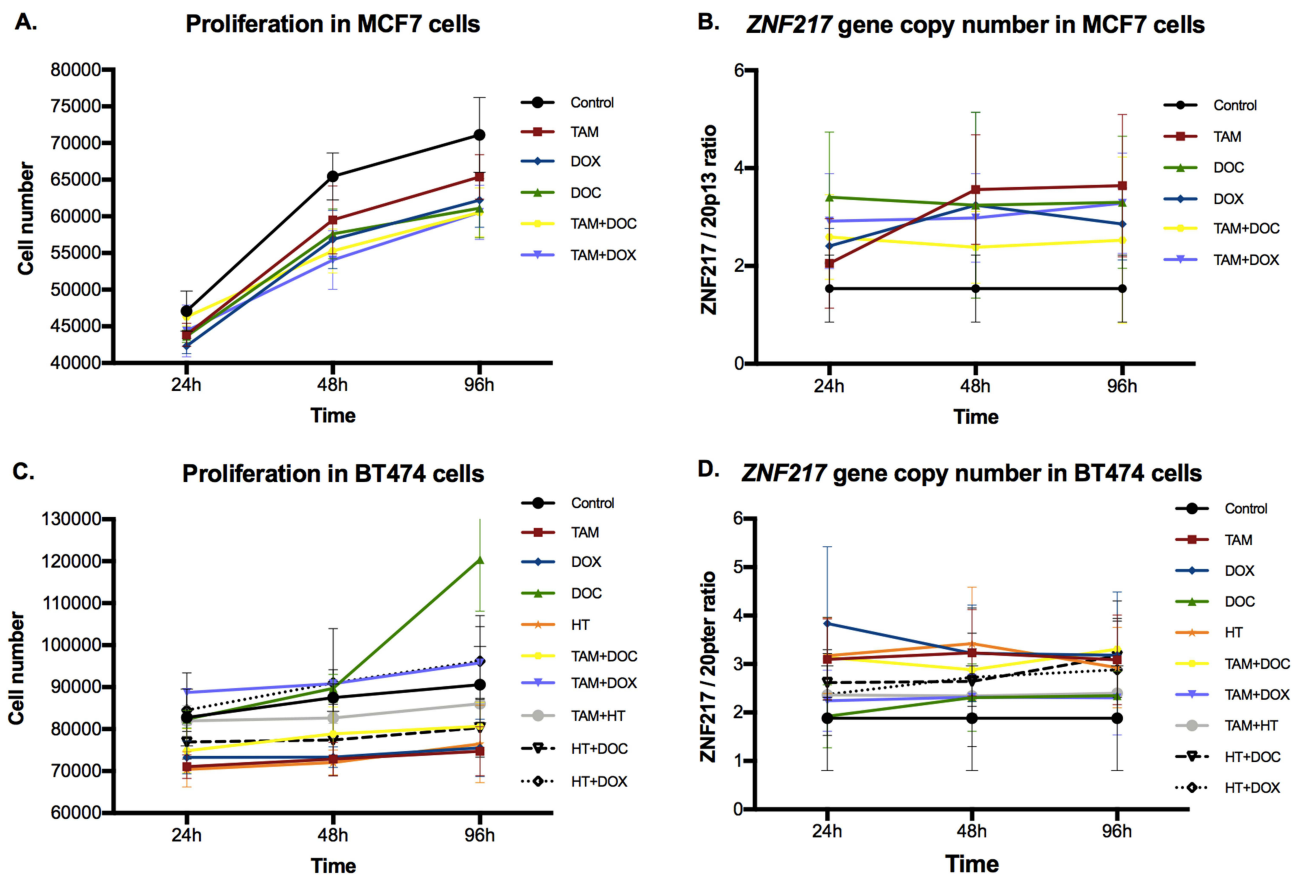 A.
Proliferation in MCF7 cells
80000
75000
70000
65000
60000
55000
50000
45000
40000
Cell number
24h
48h
96h
Time
Control
TAM
DOX
DOC
TAM+DOC
TAM+DOX
B.
ZNF217 gene copy number in MCF7 cells
6
4
2
0
ZNF217 / 20p13 ratio
24h
48h
96h
Time
Control
TAM
DOC
DOX
TAM+DOC
TAM+DOX
C.
Proliferation in BT474 cells
130000
120000
110000
100000
90000
80000
70000
60000
Cell number
24h
48h
96h
Time
Control
TAM
DOX
DOC
HT
TAM+DOC
TAM+DOX
TAM+HT
HT+DOC
HT+DOX
D.
ZNF217 gene copy number in BT474 cells
6
5
4
3
2
1
0
ZNF217 / 20pter ratio
24h
48h
96h
Time
Control
TAM
DOX
DOC
HT
TAM+DOC
TAM+DOX
TAM+HT
HT+DOC
HT+DOX